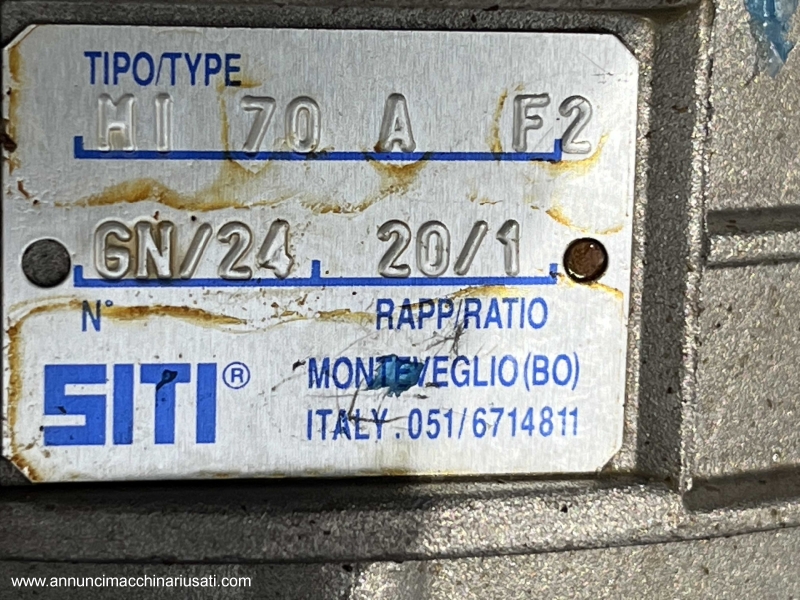 TIPO/TYPE
MI 70 A F2
GN/24 20/1
N° RAPP/RATIO
SITI® MONTEVEGLIO (BO)
ITALY . 051/6714811
www.annuncimacchinariusati.com